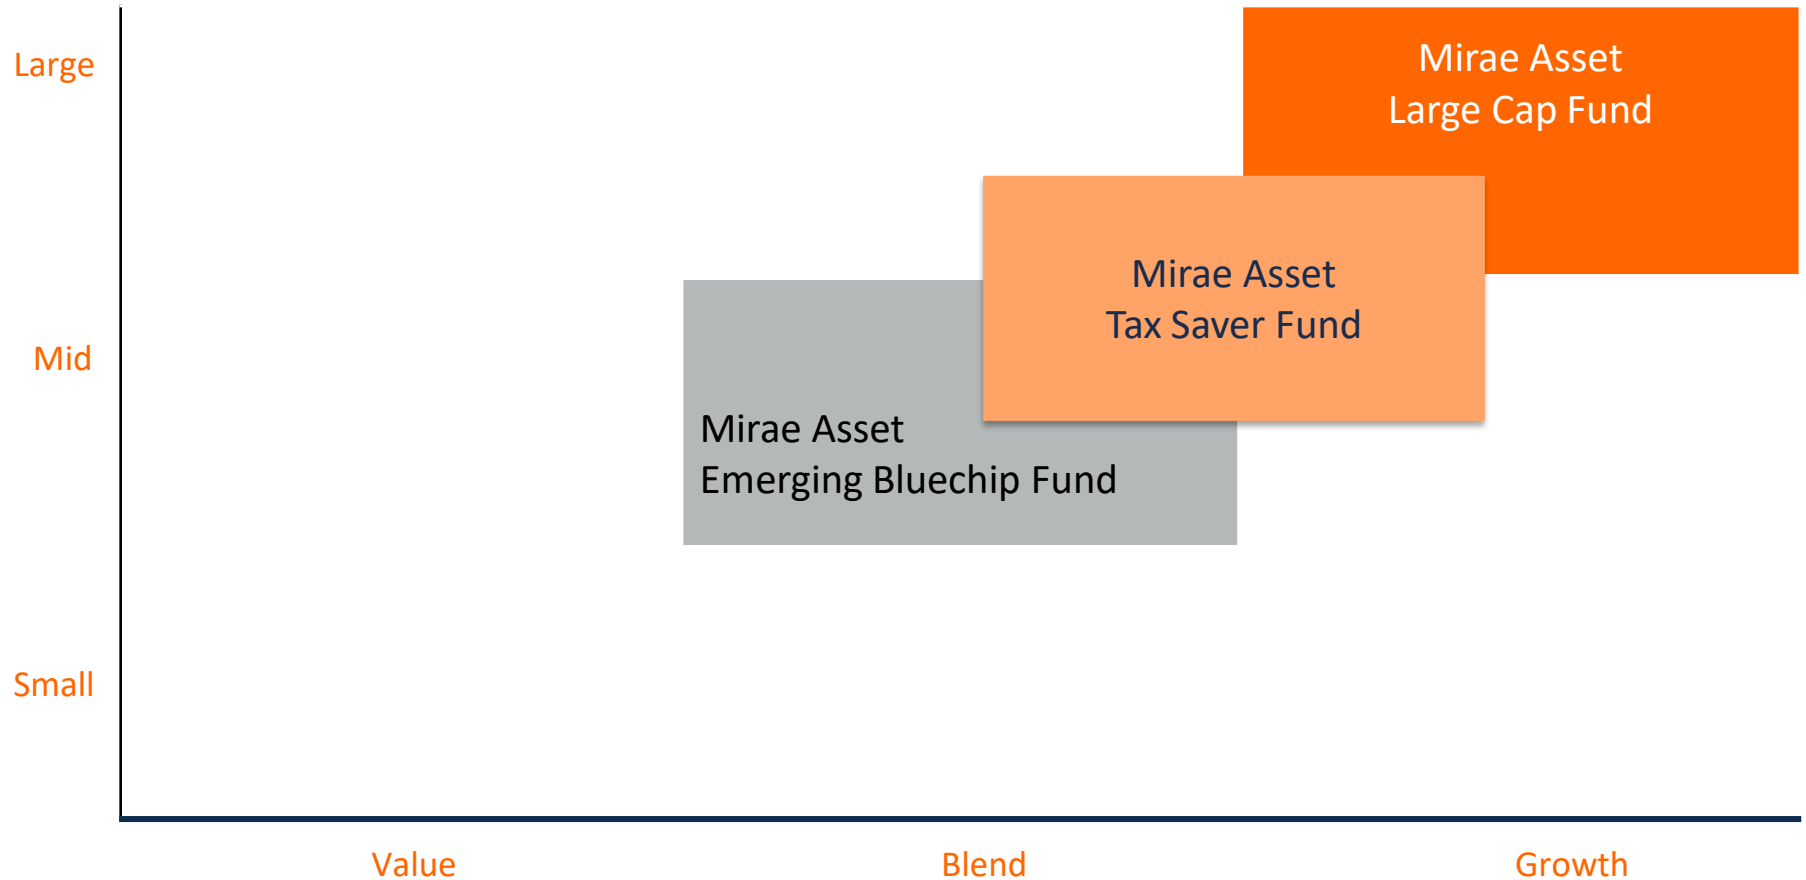 Large
Mirae Asset
Large Cap Fund
Mirae Asset
Tax Saver Fund
Mid
Mirae Asset
Emerging Bluechip Fund
Small
Value
Blend
Growth